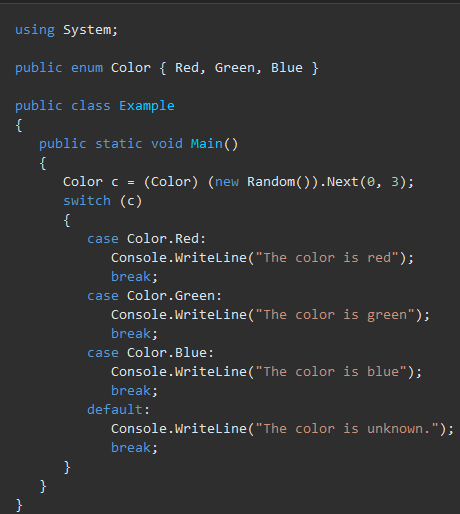 using System;
public enum Color { Red, Green, Blue }
public class Example
{
   public static void Main()
   {
      Color c = (Color) (new Random()).Next(0, 3);
      switch (c)
      {
         case Color.Red:
            Console.WriteLine("The color is red");
            break;
         case Color.Green:
            Console.WriteLine("The color is green");
            break;
         case Color.Blue:
            Console.WriteLine("The color is blue");
            break;
         default:
            Console.WriteLine("The color is unknown.");
            break;
      }
   }
}